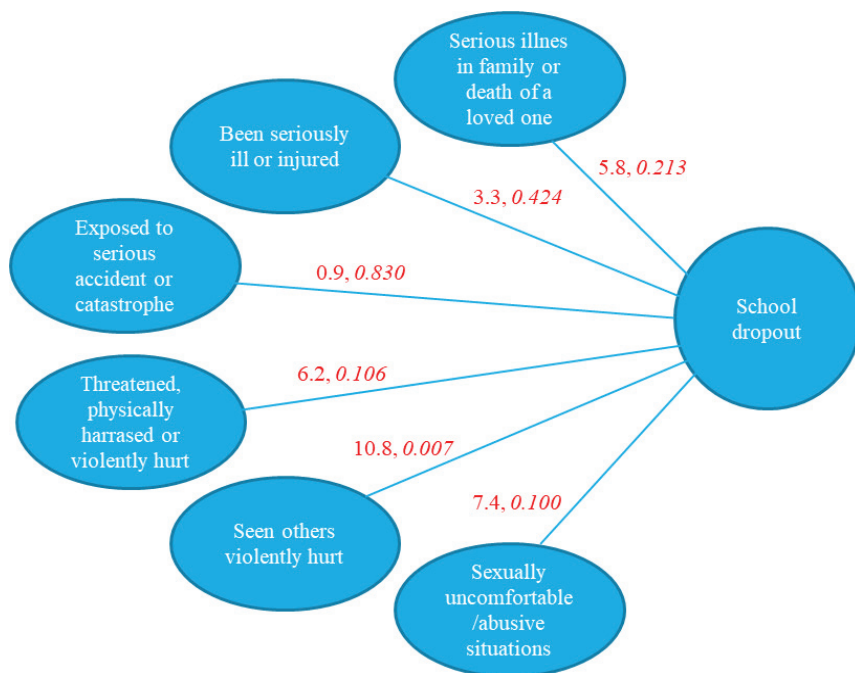 Serious illnes
in family or
death of a
loved one
Been seriously
ill or injured
5.8, 0.213
3.3, 0.424
Exposed to
serious
accident or
catastrophe
0.9, 0.830
School
dropout
Threatened,
physically
harrased or
violently hurt
6.2, 0.106
10.8, 0.007
Seen others
violently hurt
7.4, 0.100
Sexually
uncomfortable
/abusive
situations